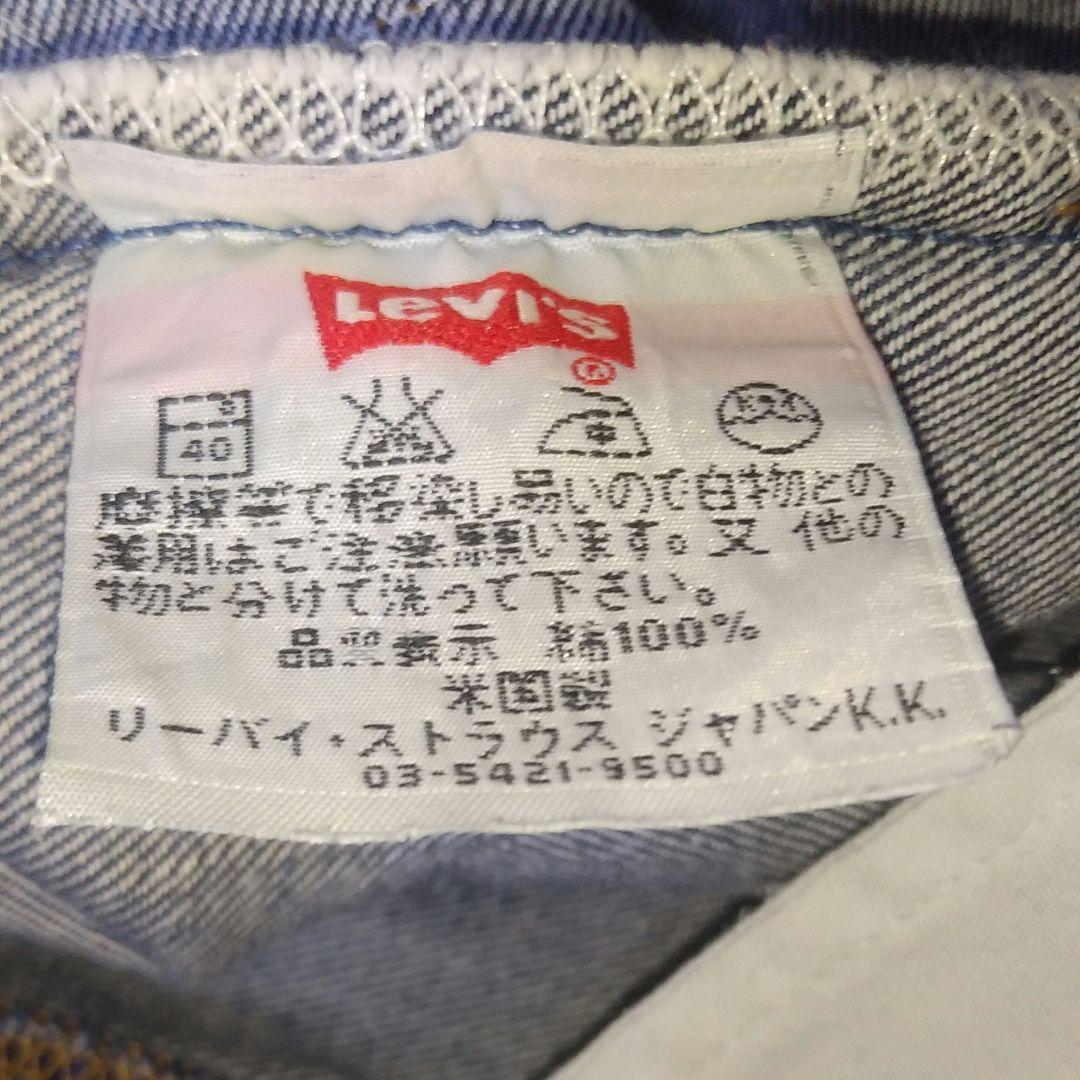 Levi's
40
摩擦等で移染し易いので白物との
兼用はご注意願います。又 他の
物と分けて洗って下さい。
品質表示 綿100%
米国製
リーバイ・ストラウス ジャパンK.K.
03-5421-9500